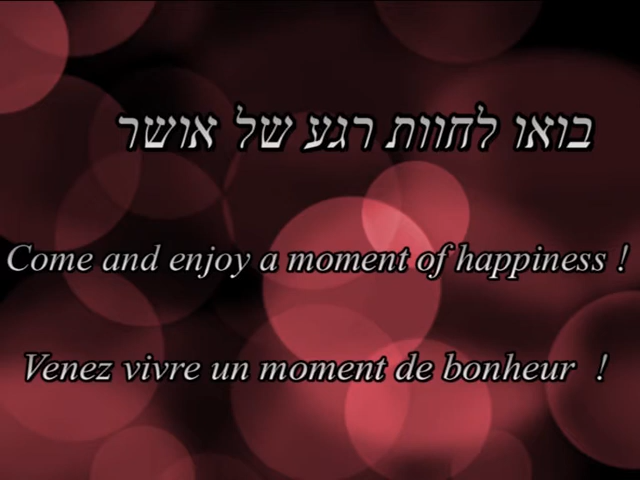 בואו לחוות רגע של אושר
Come and enjoy a moment of happiness !
Venez vivre un moment de bonheur !